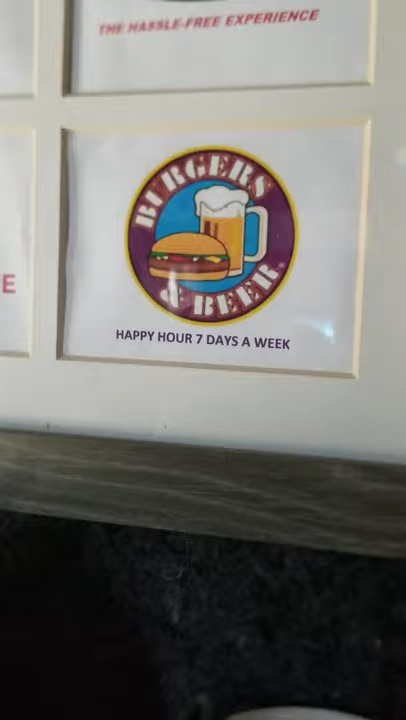 THE HASSLE-FREE EXPERIENCE
BURGERS
& BEER
E
HAPPY HOUR 7 DAYS A WEEK